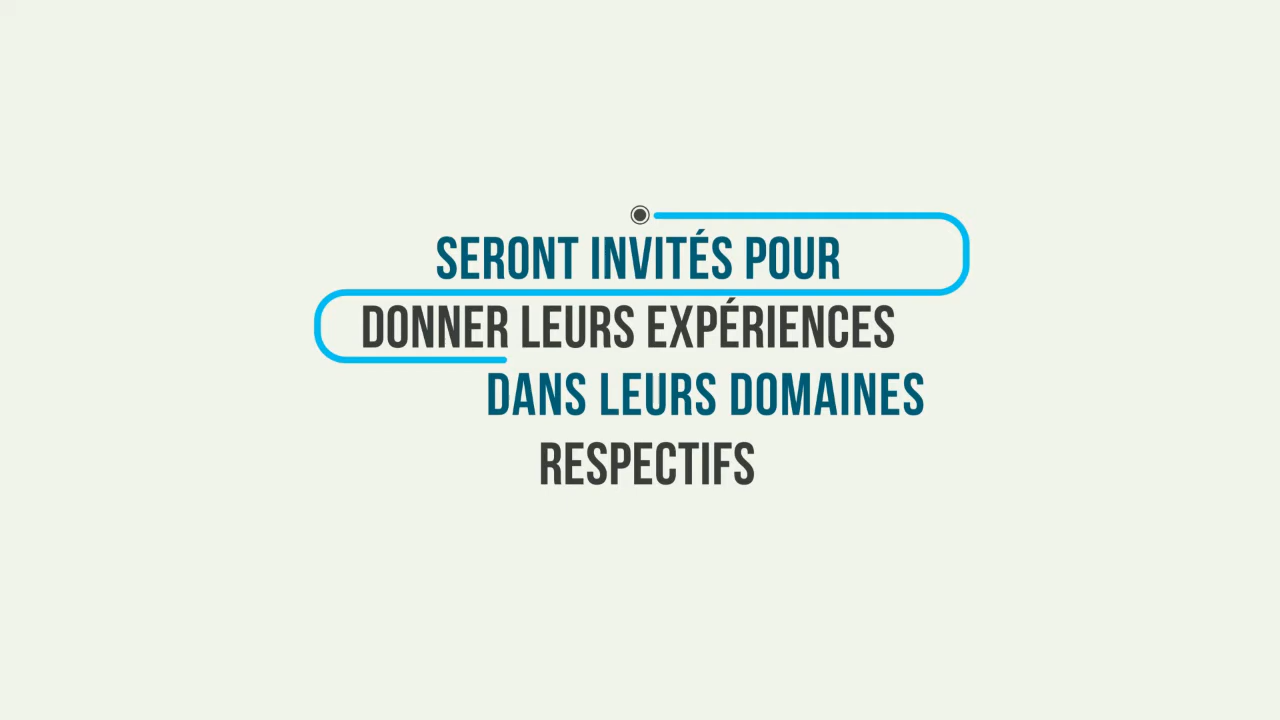 SERONT INVITÉS POUR
DONNER LEURS EXPÉRIENCES
DANS LEURS DOMAINES
RESPECTIFS